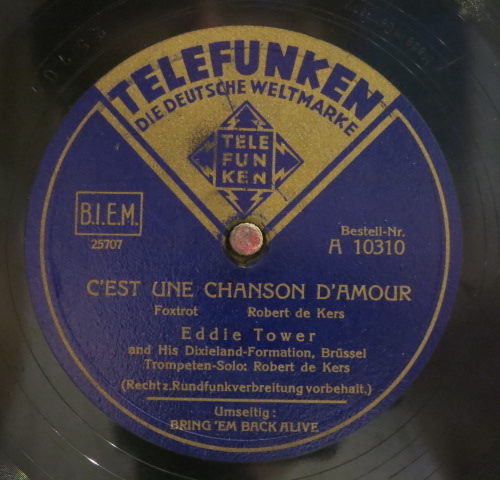 TELEFUNKEN
DIE DEUTSCHE WELTMARKE
TELE
FUN
KEN
B.I.E.M.
25707
Bestell-Nr.
A 10310
C'EST UNE CHANSON D'AMOUR
Foxtrot Robert de Kers
Eddie Tower
and His Dixieland-Formation, Brüssel
Trompeten-Solo: Robert de Kers
(Recht z. Rundfunkverbreitung vorbehalt.)
Umseitig:
BRING 'EM BACK ALIVE